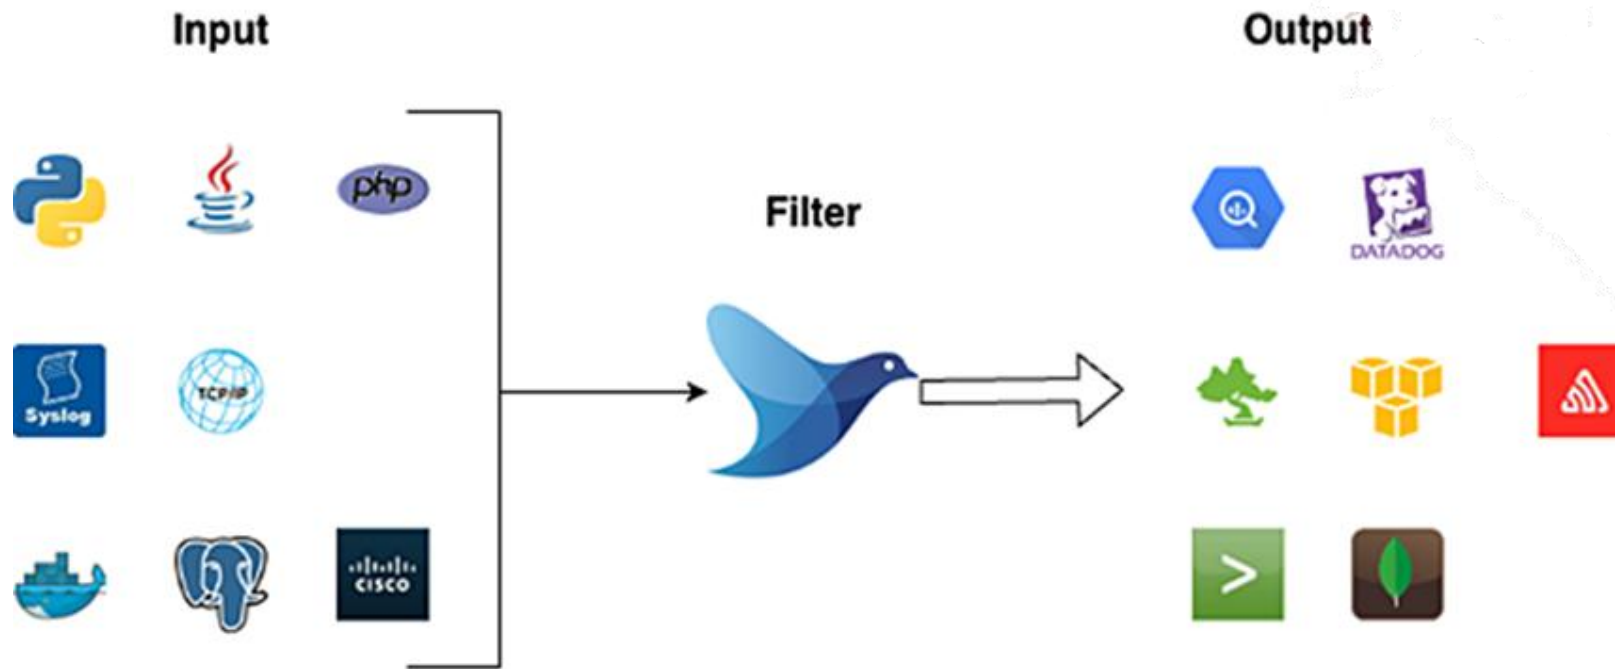 Input
Output
php
Filter
DATADOG
Syslog
TCP/IP
>
CISCO